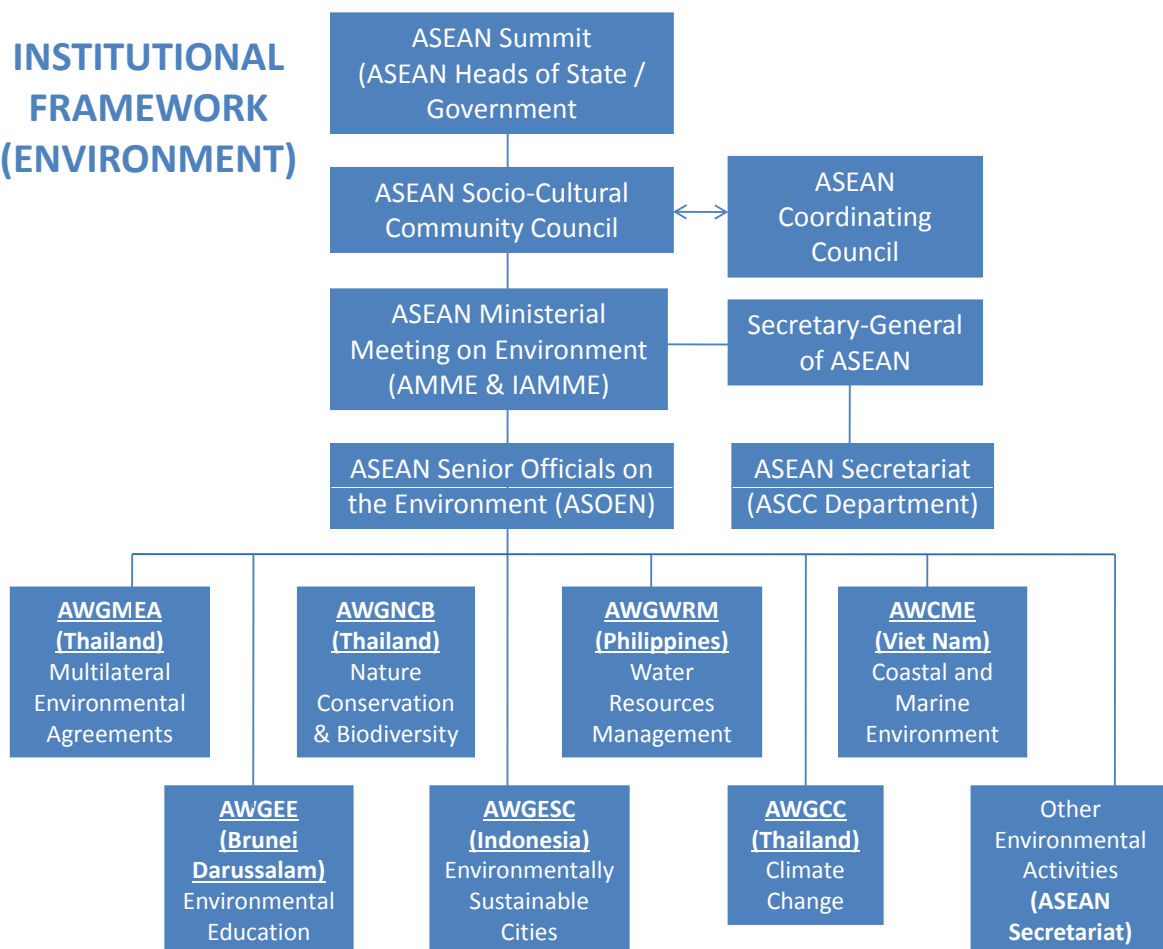 INSTITUTIONAL
FRAMEWORK
(ENVIRONMENT)
ASEAN Summit
(ASEAN Heads of State /
Government
ASEAN Socio-Cultural
Community Council
ASEAN
Coordinating
Council
ASEAN Ministerial
Meeting on Environment
(AMME & IAMME)
Secretary-General
of ASEAN
ASEAN Senior Officials on
the Environment (ASOEN)
ASEAN Secretariat
(ASCC Department)
AWGMEA
(Thailand)
Multilateral
Environmental
Agreements
AWGNCB
(Thailand)
Nature
Conservation
& Biodiversity
AWGWRM
(Philippines)
Water
Resources
Management
AWCME
(Viet Nam)
Coastal and
Marine
Environment
AWGEE
(Brunei
Darussalam)
Environmental
Education
AWGESC
(Indonesia)
Environmentally
Sustainable
Cities
AWGCC
(Thailand)
Climate
Change
Other
Environmental
Activities
(ASEAN
Secretariat)